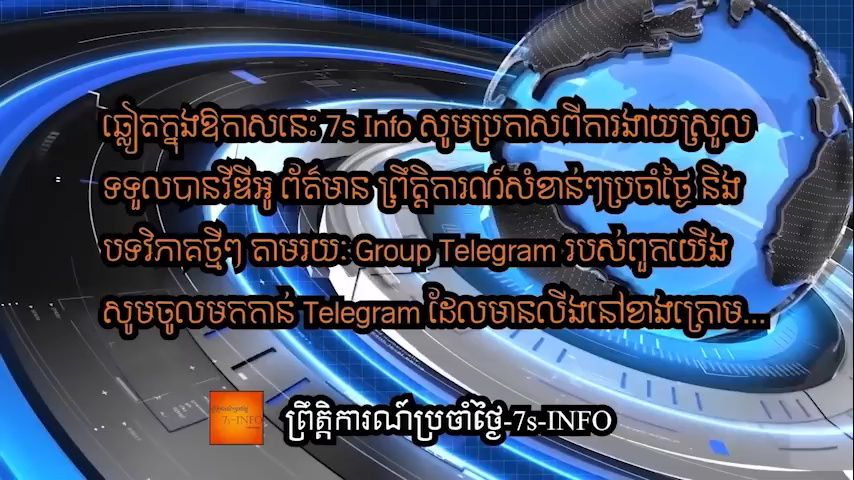 ឆ្លៀតក្នុងឱកាសនេះ 7s Info សូមប្រកាសពីការងាយស្រួល
ទទួលបានវីឌីអូ ព័ត៌មាន ព្រឹត្តិការណ៍សំខាន់ៗប្រចាំថ្ងៃ និង
បទវិភាគថ្មីៗ តាមរយៈ Group Telegram របស់ពួកយើង
សូមចូលមកកាន់ Telegram ដែលមានលីងនៅខាងក្រោម...
7s-INFO
ព្រឹត្តិការណ៍ប្រចាំថ្ងៃ-7s-INFO